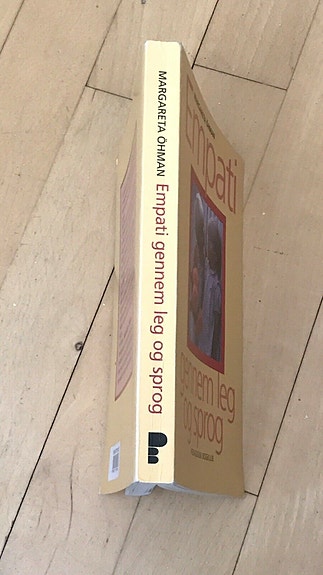 MARGARETA ÖHMAN Empati gennem leg og sprog
Empati
gennem leg
og sprog